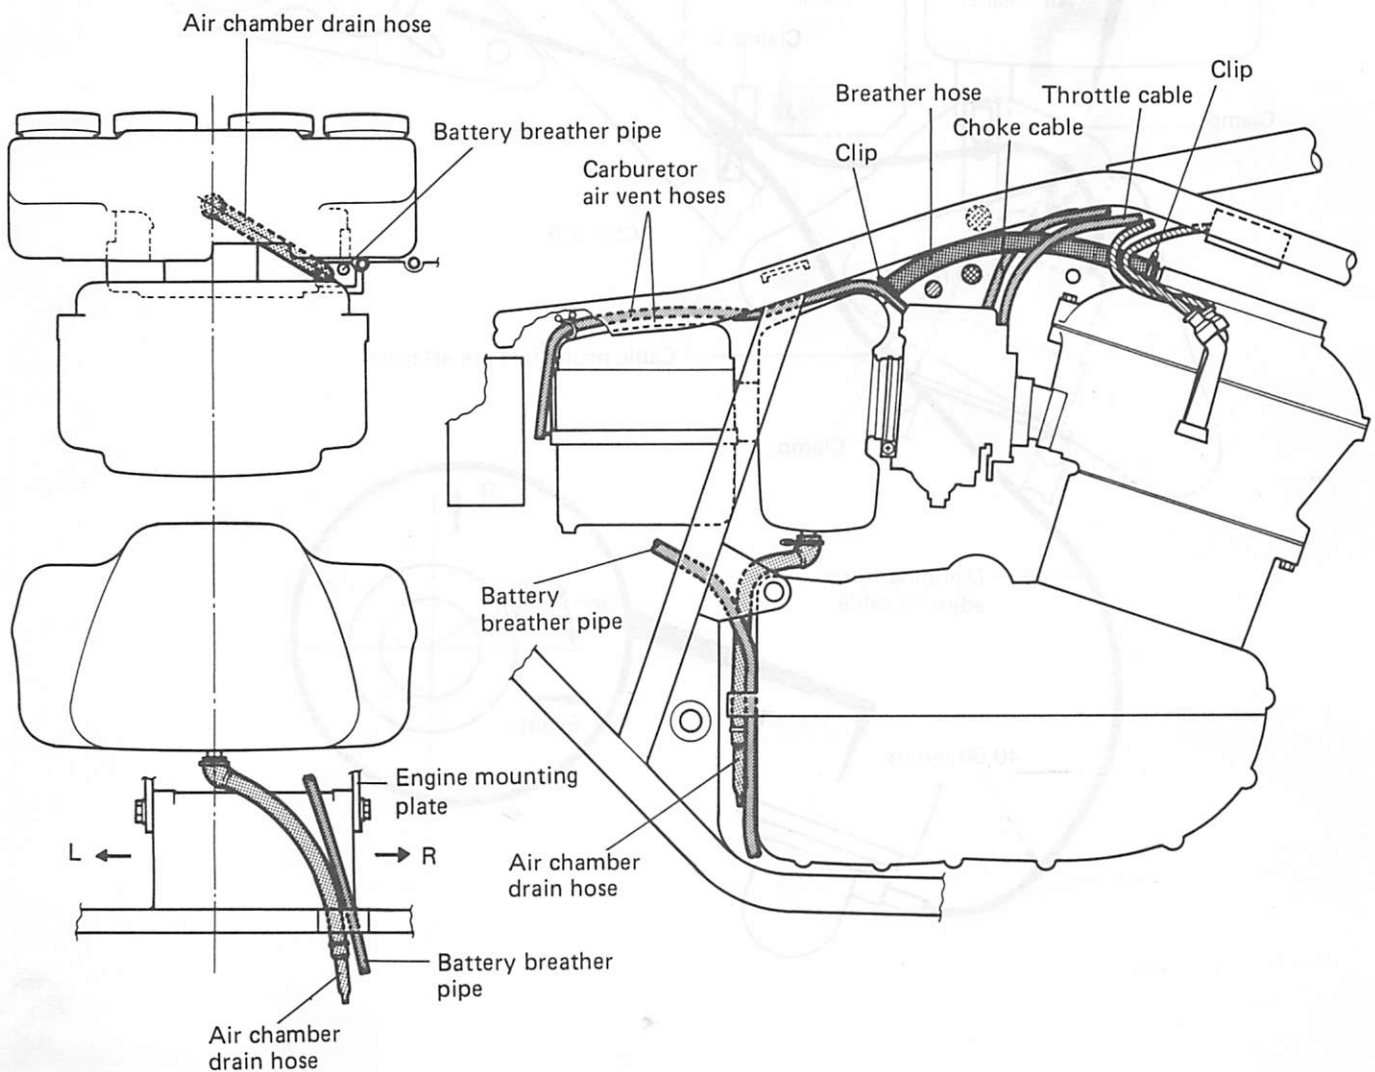 Air chamber drain hose
Battery breather pipe
Carburetor
air vent hoses
Breather hose
Clip
Choke cable
Throttle cable
Clip
Battery
breather pipe
Engine mounting
plate
L
R
Air chamber
drain hose
Battery breather
pipe
Air chamber
drain hose